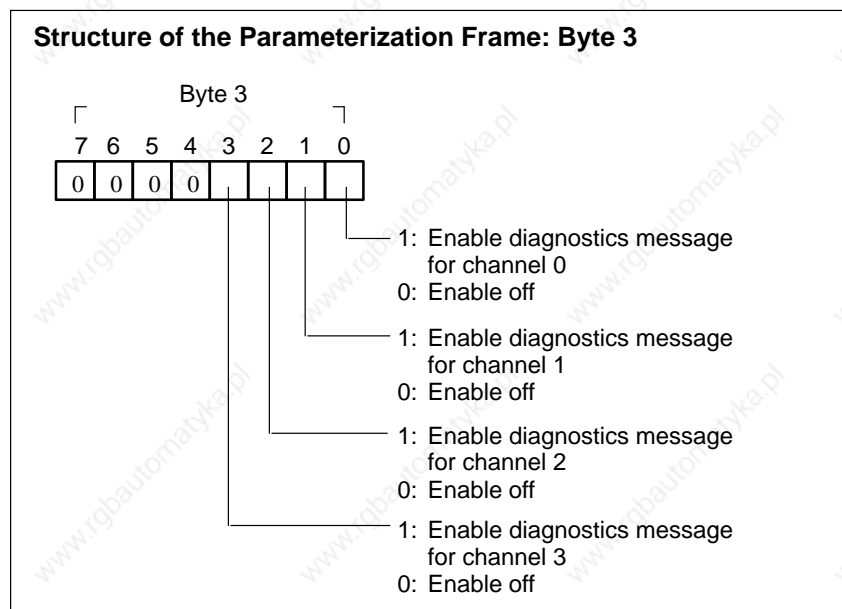 Structure of the Parameterization Frame: Byte 3
Byte 3
7 6 5 4 3 2 1 0
0 0 0 0
1: Enable diagnostics message
for channel 0
0: Enable off
1: Enable diagnostics message
for channel 1
0: Enable off
1: Enable diagnostics message
for channel 2
0: Enable off
1: Enable diagnostics message
for channel 3
0: Enable off
www.rgbautomatyka.pl